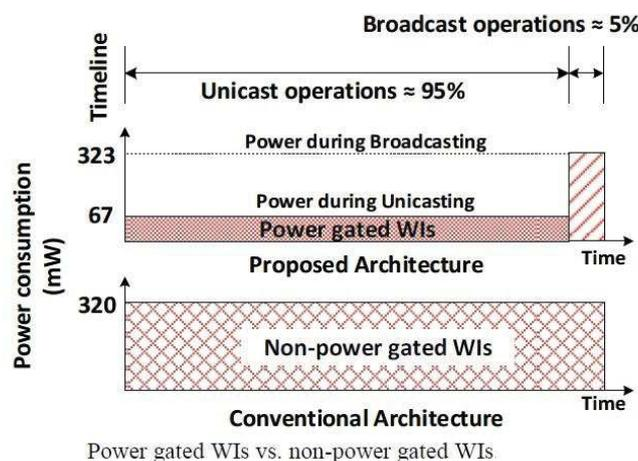 Broadcast operations ≈ 5%
Timeline
Unicast operations ≈ 95%
Power consumption
(mW)
323
Power during Broadcasting
67
Power during Unicasting
Power gated WIs
Proposed Architecture
Time
320
Non-power gated WIs
Conventional Architecture
Time
Power gated WIs vs. non-power gated WIs